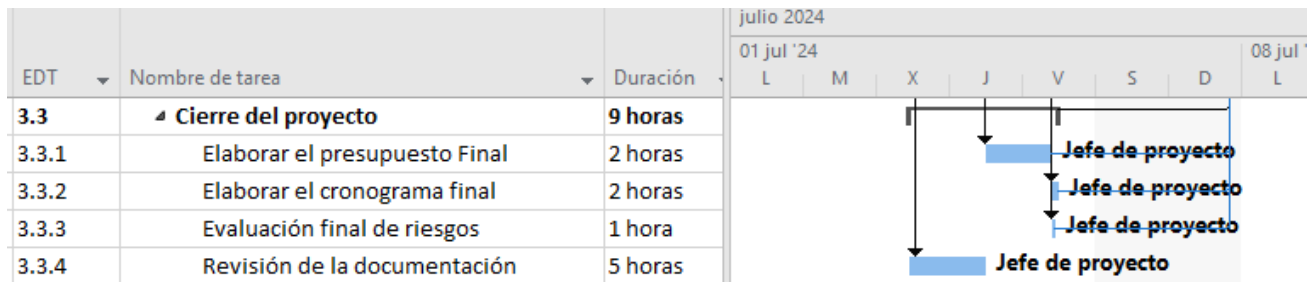 julio 2024
01 jul '24 08 jul '
EDT Nombre de tarea Duración L M X J V S D L
3.3 Cierre del proyecto 9 horas
3.3.1 Elaborar el presupuesto Final 2 horas Jefe de proyecto
3.3.2 Elaborar el cronograma final 2 horas Jefe de proyecto
3.3.3 Evaluación final de riesgos 1 hora Jefe de proyecto
3.3.4 Revisión de la documentación 5 horas Jefe de proyecto